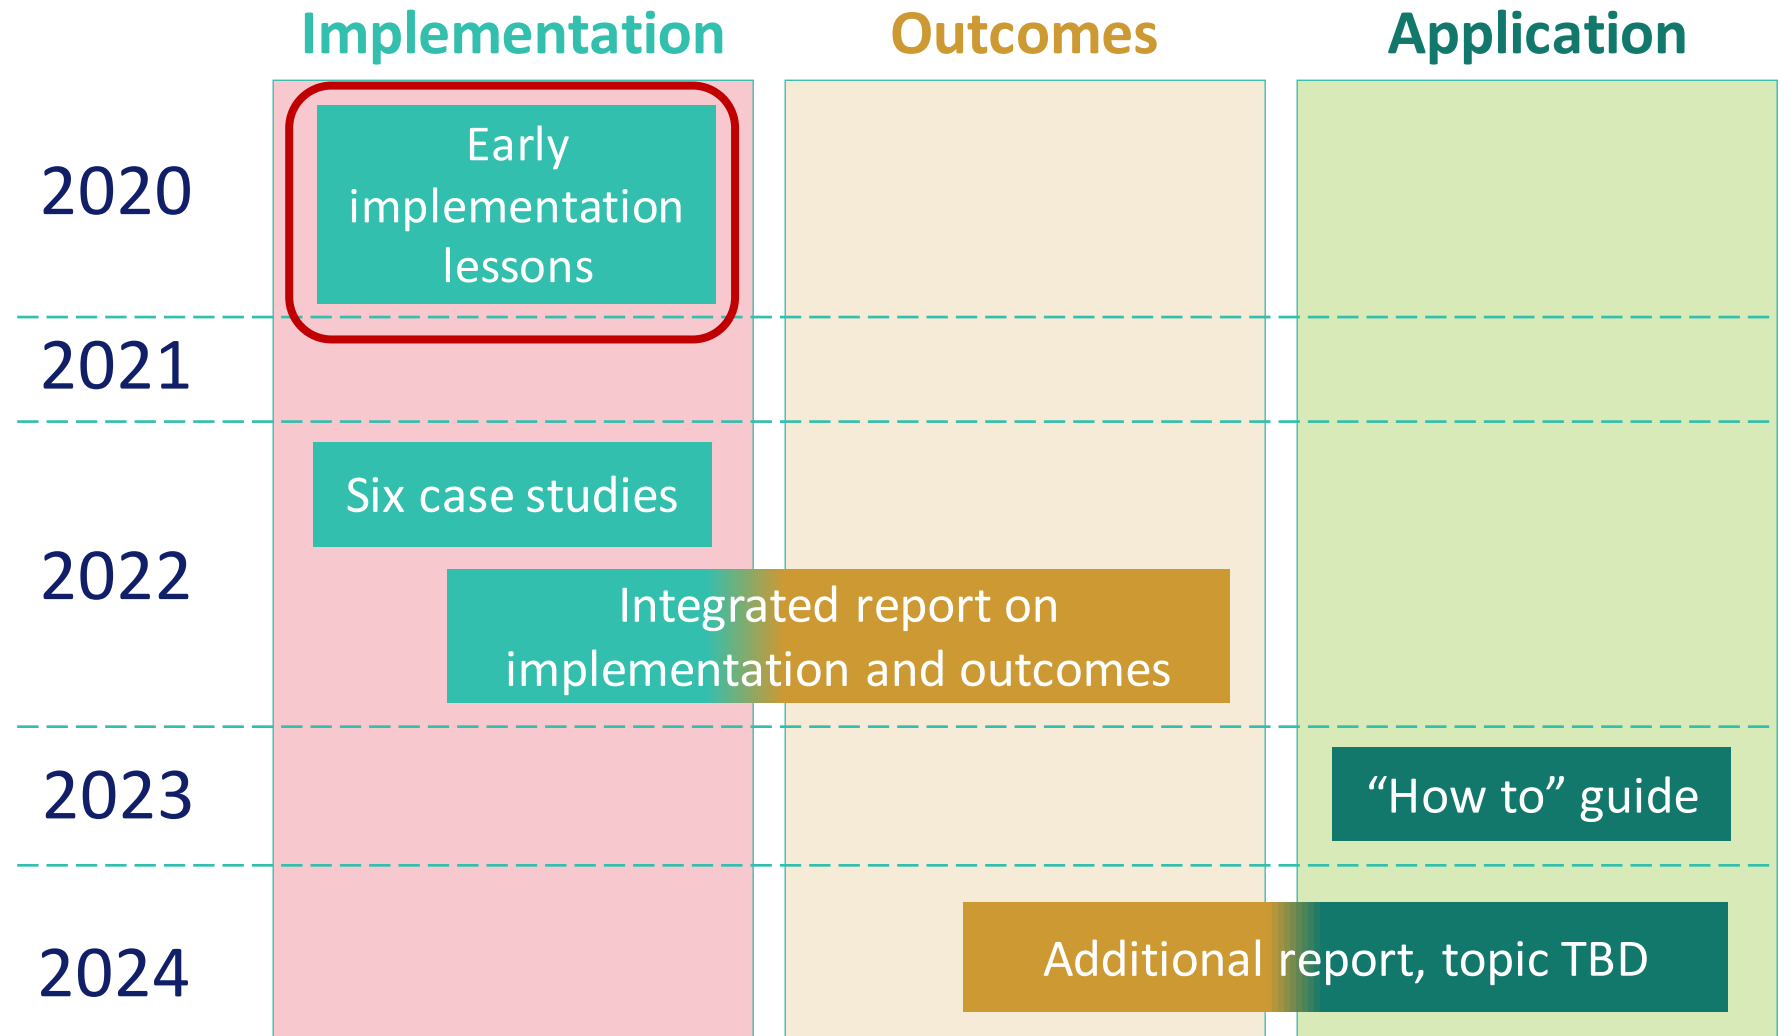 Implementation
Outcomes
Application
2020
Early
implementation
lessons
2021
2022
Six case studies
Integrated report on
implementation and outcomes
2023
“How to” guide
2024
Additional report, topic TBD